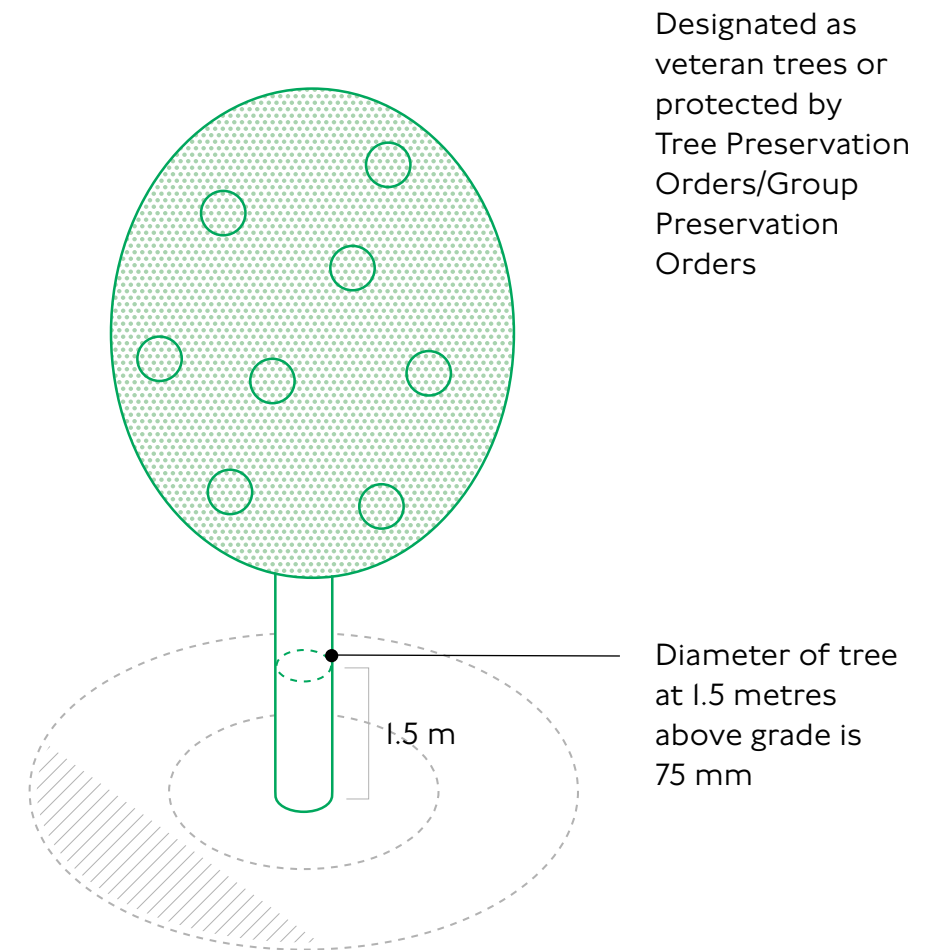 Designated as
veteran trees or
protected by
Tree Preservation
Orders/Group
Preservation
Orders
Diameter of tree
at 1.5 metres
above grade is
75 mm
1.5 m